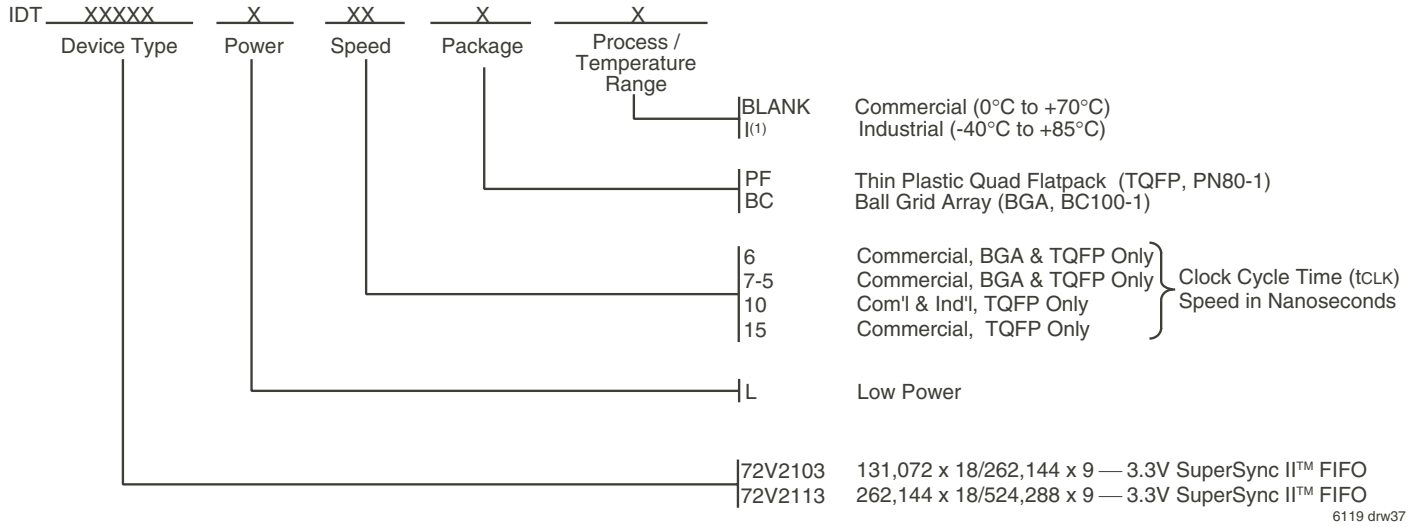 IDT XXXXX X XX X X
Device Type Power Speed Package Process / Temperature Range
BLANK Commercial (0°C to +70°C)
I(1) Industrial (-40°C to +85°C)
PF Thin Plastic Quad Flatpack (TQFP, PN80-1)
BC Ball Grid Array (BGA, BC100-1)
6 Commercial, BGA & TQFP Only
7-5 Commercial, BGA & TQFP Only
10 Com'l & Ind'l, TQFP Only
15 Commercial, TQFP Only
Clock Cycle Time (tCLK)
Speed in Nanoseconds
L Low Power
72V2103 131,072 x 18/262,144 x 9 — 3.3V SuperSync II™ FIFO
72V2113 262,144 x 18/524,288 x 9 — 3.3V SuperSync II™ FIFO
6119 drw37